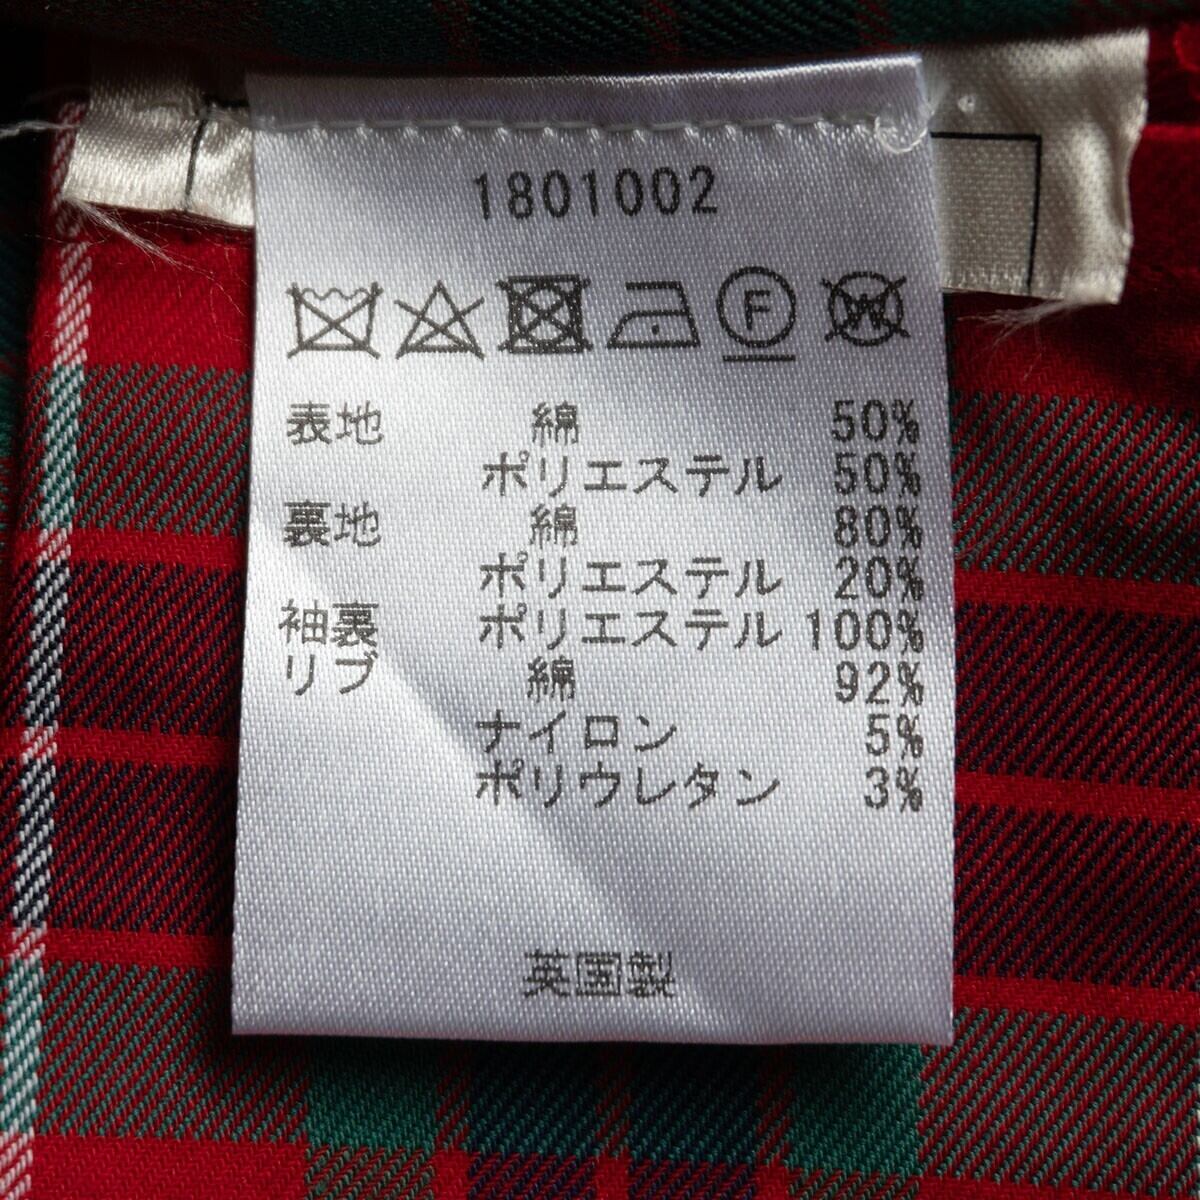 1801002
F W
表地 綿 50%
ポリエステル 50%
裏地 綿 80%
ポリエステル 20%
袖裏 ポリエステル 100%
リブ 綿 92%
ナイロン 5%
ポリウレタン 3%
英国製